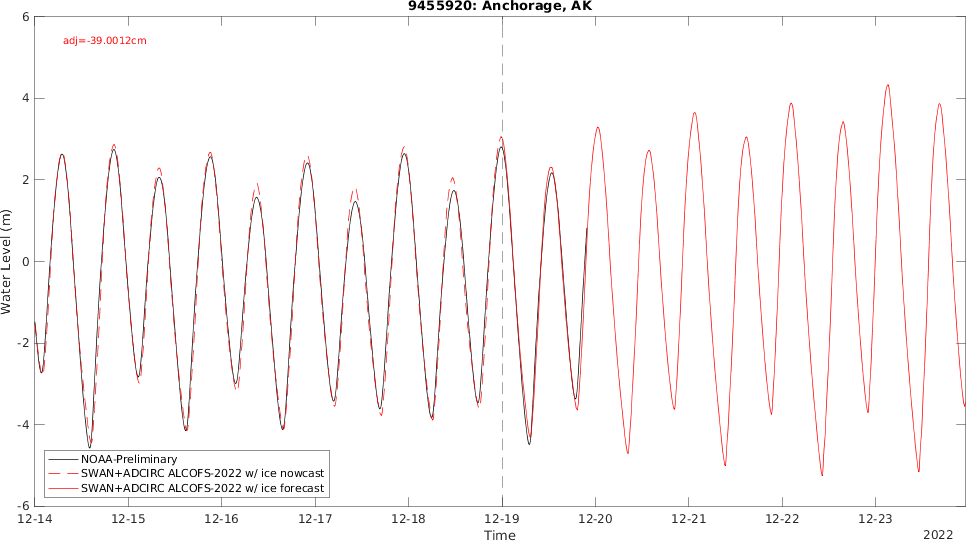 9455920: Anchorage, AK
adj=-39.0012cm
6
4
2
0
-2
-4
-6
Water Level (m)
NOAA-Preliminary
SWAN+ADCIRC ALCOFS-2022 w/ ice nowcast
SWAN+ADCIRC ALCOFS-2022 w/ ice forecast
12-14 12-15 12-16 12-17 12-18 12-19 12-20 12-21 12-22 12-23
Time
2022